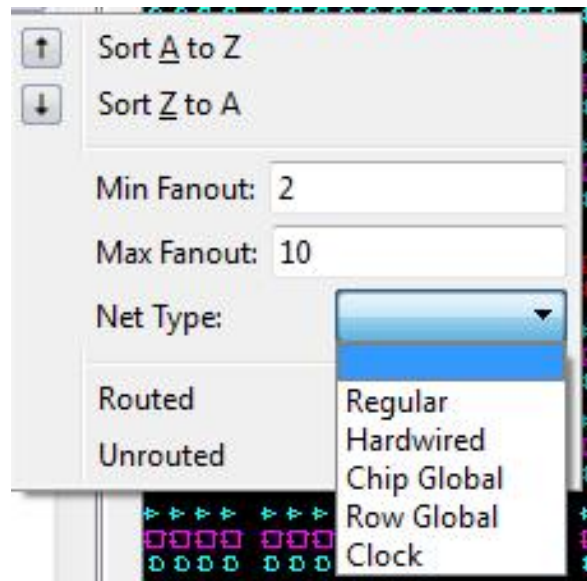 Sort A to Z
Sort Z to A
Min Fanout: 2
Max Fanout: 10
Net Type:
Routed
Unrouted
Regular
Hardwired
Chip Global
Row Global
Clock